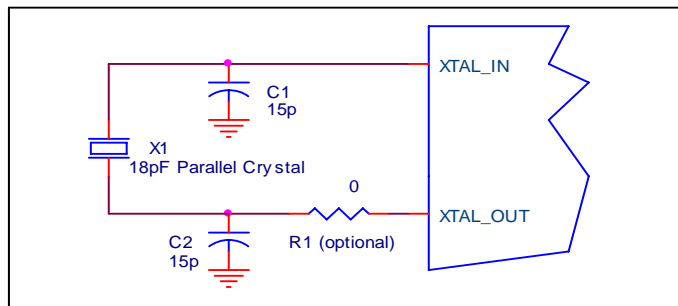 XTAL_IN
C1
15p
X1
18pF Parallel Crystal
0
XTAL_OUT
C2
15p
R1 (optional)